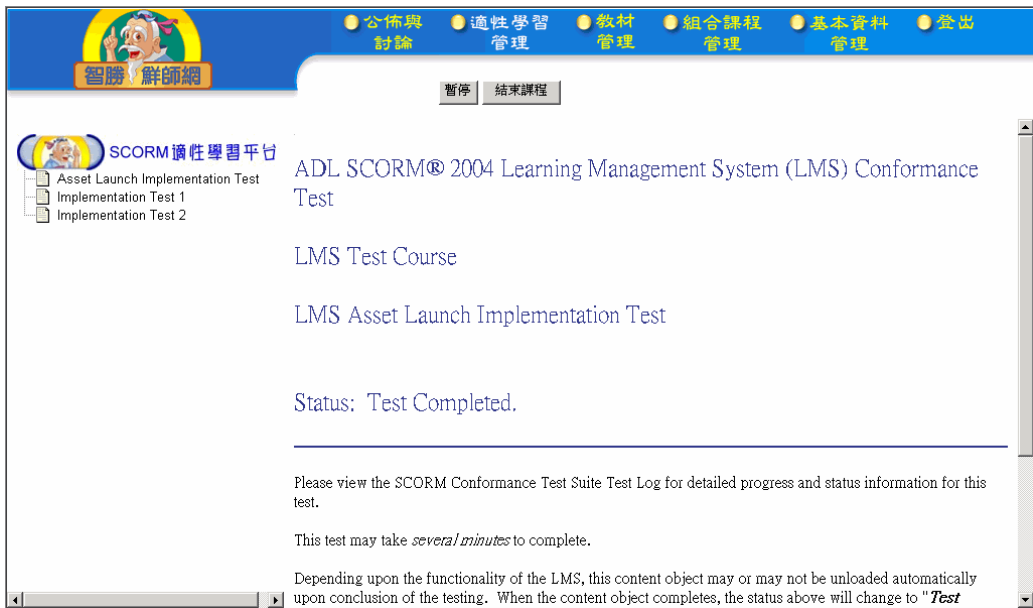 公佈與討論
適性學習管理
教材管理
組合課程管理
基本資料管理
登出
智勝 鮮師網
暫停 結束課程
SCORM適性學習平台
Asset Launch Implementation Test
Implementation Test 1
Implementation Test 2
ADL SCORM® 2004 Learning Management System (LMS) Conformance
Test
LMS Test Course
LMS Asset Launch Implementation Test
Status: Test Completed.
Please view the SCORM Conformance Test Suite Test Log for detailed progress and status information for this
test.
This test may take several minutes to complete.
Depending upon the functionality of the LMS, this content object may or may not be unloaded automatically
upon conclusion of the testing. When the content object completes, the status above will change to "Test